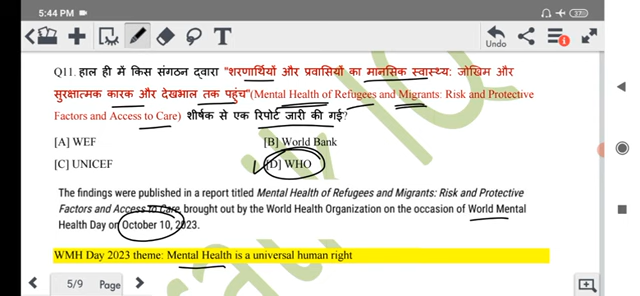 5:44 PM
37
Undo
Q11. हाल ही में किस संगठन द्वारा "शरणार्थियों और प्रवासियों का मानसिक स्वास्थ्य: जोखिम और
सुरक्षात्मक कारक और देखभाल तक पहुंच" (Mental Health of Refugees and Migrants: Risk and Protective
Factors and Access to Care) शीर्षक से एक रिपोर्ट जारी की गई?
[A] WEF [B] World Bank
[C] UNICEF [D] WHO
The findings were published in a report titled Mental Health of Refugees and Migrants: Risk and Protective
Factors and Access to Care, brought out by the World Health Organization on the occasion of World Mental
Health Day on October 10, 2023.
WMH Day 2023 theme: Mental Health is a universal human right
5/9 Page